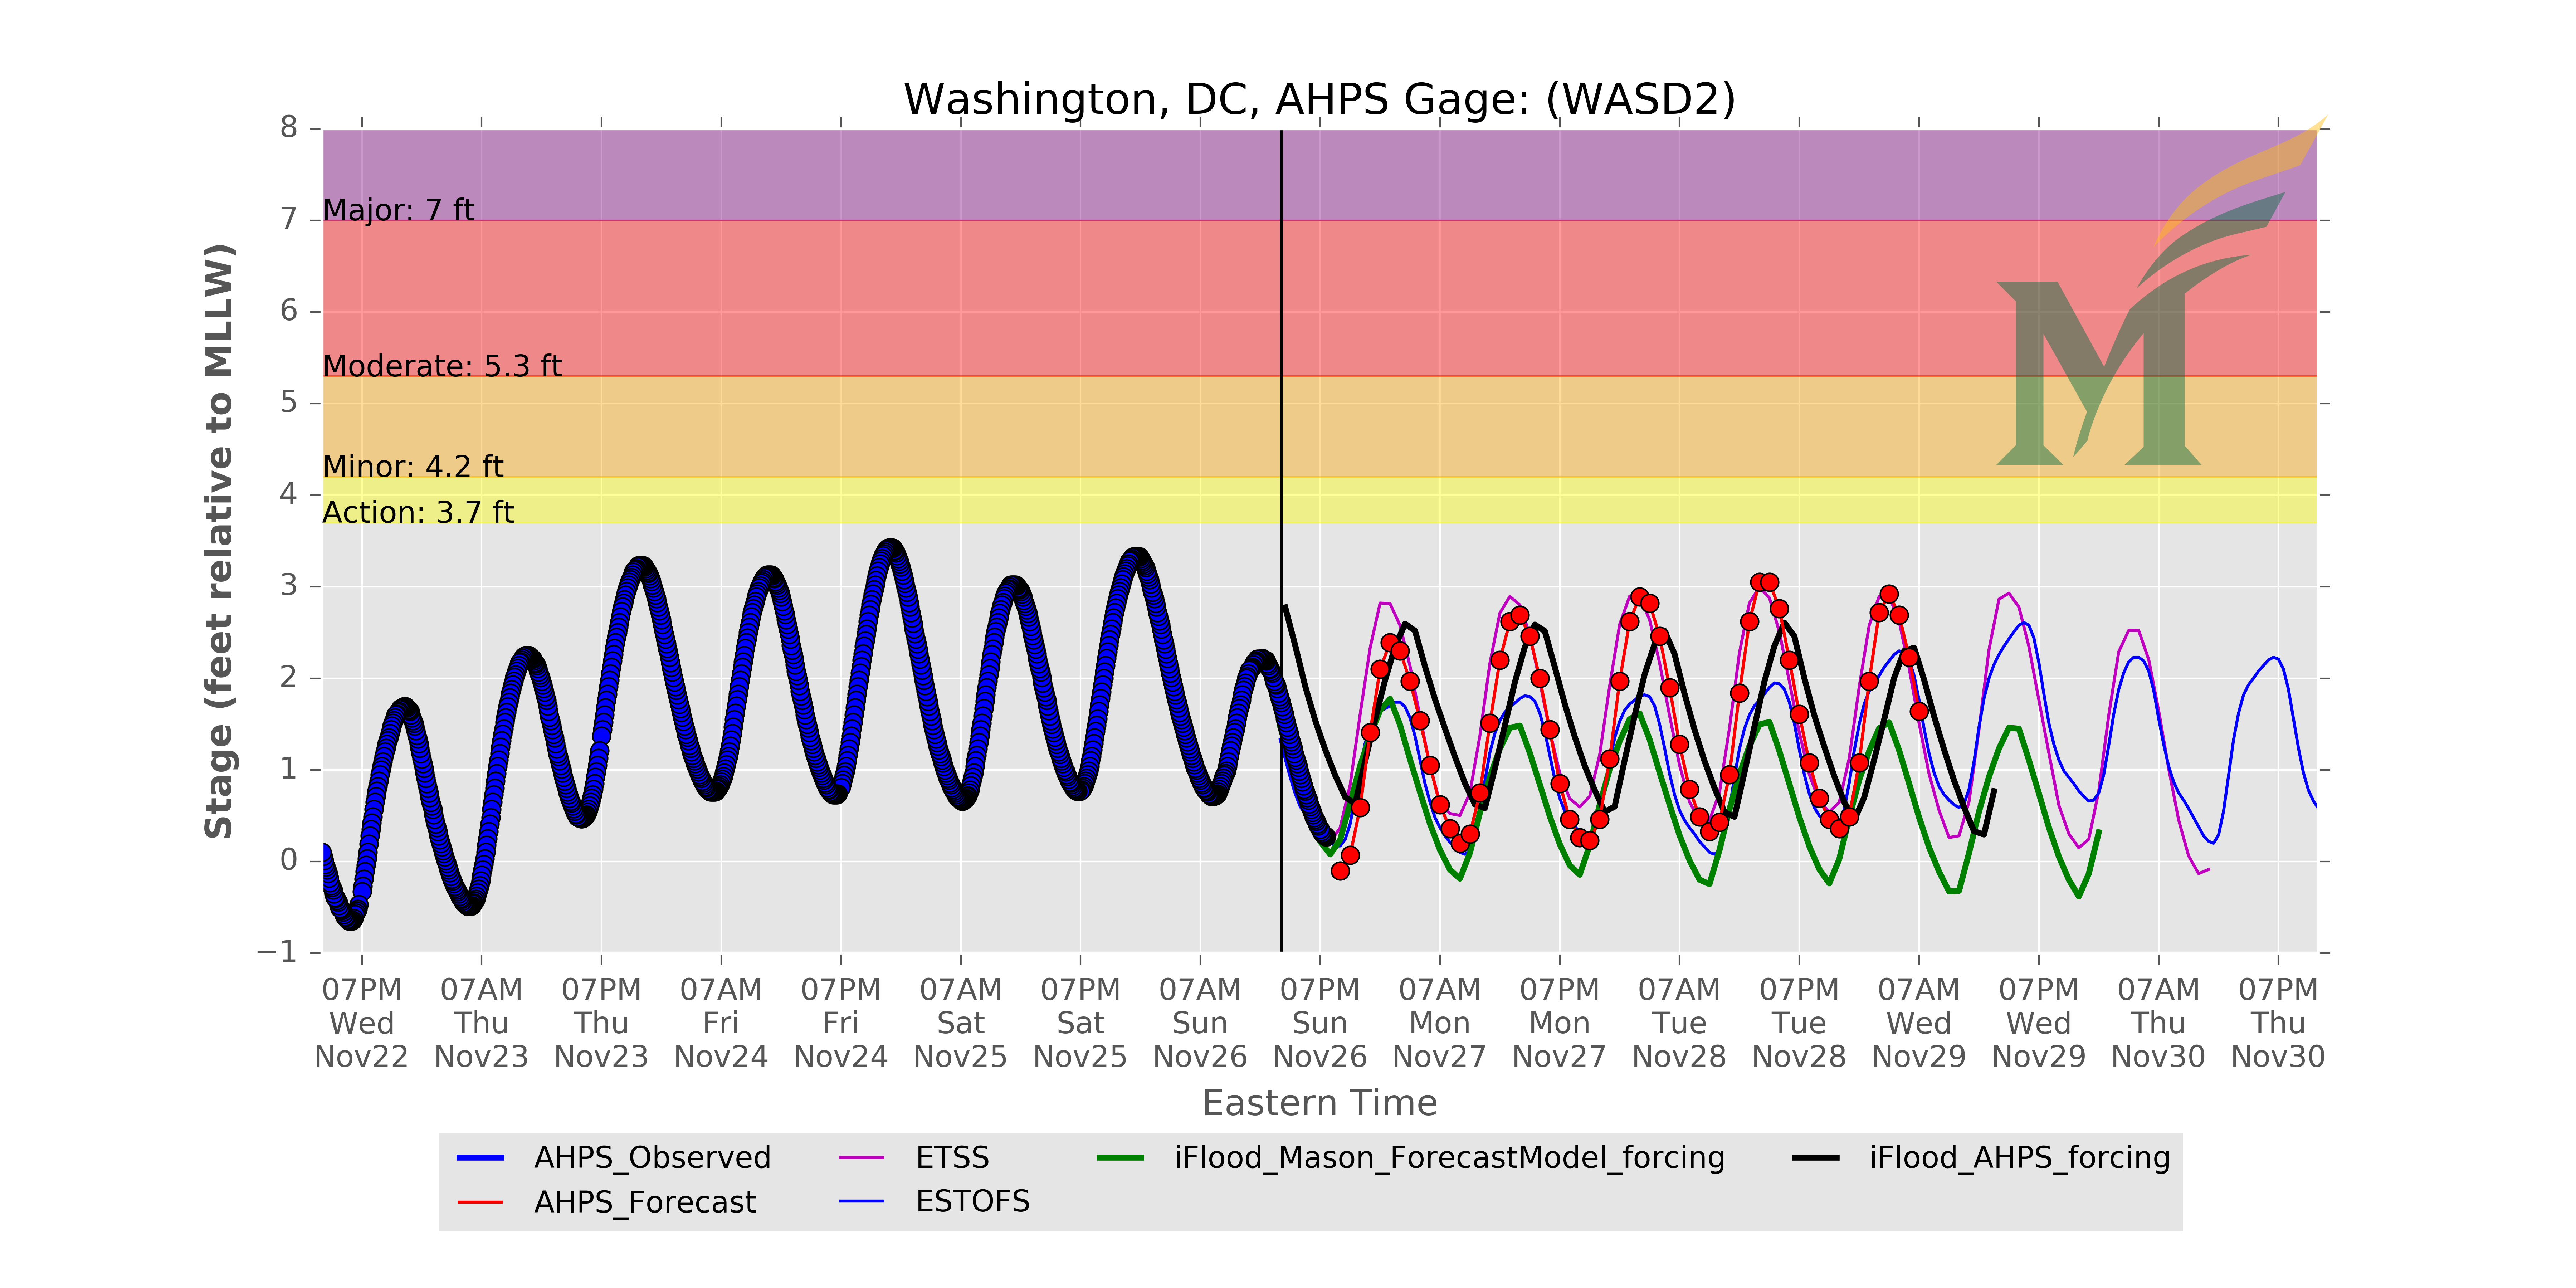 Washington, DC, AHPS Gage: (WASD2)
Stage (feet relative to MLLW)
8
7
6
5
4
3
2
1
0
−1
Major: 7 ft
Moderate: 5.3 ft
Minor: 4.2 ft
Action: 3.7 ft
07PM 07AM 07PM 07AM 07PM 07AM 07PM 07AM 07PM 07AM 07PM 07AM 07PM 07AM 07PM 07AM 07PM
Wed Thu Thu Fri Fri Sat Sat Sun Sun Mon Mon Tue Tue Wed Wed Thu Thu
Nov22 Nov23 Nov23 Nov24 Nov24 Nov25 Nov25 Nov26 Nov26 Nov27 Nov27 Nov28 Nov28 Nov29 Nov29 Nov30 Nov30
Eastern Time
AHPS_Observed ETSS iFlood_Mason_ForecastModel_forcing iFlood_AHPS_forcing
AHPS_Forecast ESTOFS
M